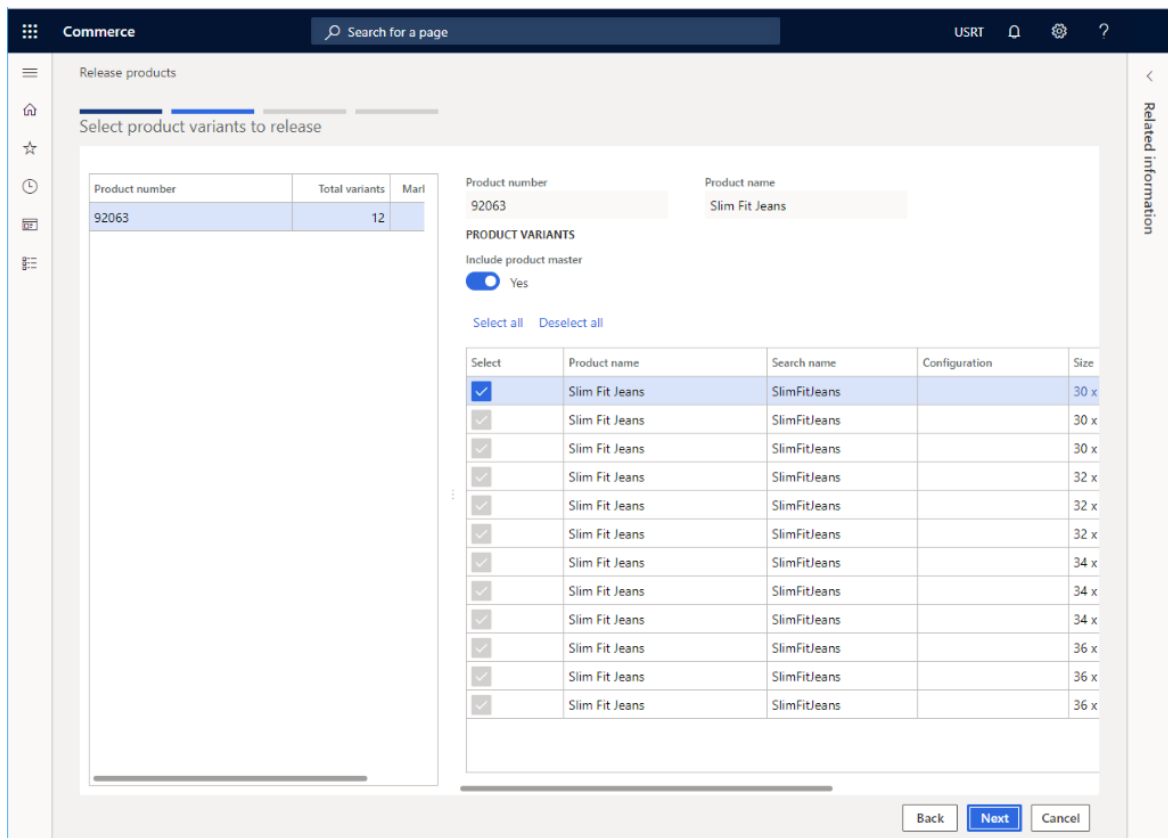 Commerce
Search for a page
USRT
?
Release products
Select product variants to release
Related information
Product number Total variants Marl
92063 12
Product number Product name
92063 Slim Fit Jeans
PRODUCT VARIANTS
Include product master
Yes
Select all Deselect all
Select Product name Search name Configuration Size
Slim Fit Jeans SlimFitJeans 30 x
Slim Fit Jeans SlimFitJeans 30 x
Slim Fit Jeans SlimFitJeans 30 x
Slim Fit Jeans SlimFitJeans 32 x
Slim Fit Jeans SlimFitJeans 32 x
Slim Fit Jeans SlimFitJeans 32 x
Slim Fit Jeans SlimFitJeans 34 x
Slim Fit Jeans SlimFitJeans 34 x
Slim Fit Jeans SlimFitJeans 34 x
Slim Fit Jeans SlimFitJeans 36 x
Slim Fit Jeans SlimFitJeans 36 x
Slim Fit Jeans SlimFitJeans 36 x
Back Next Cancel